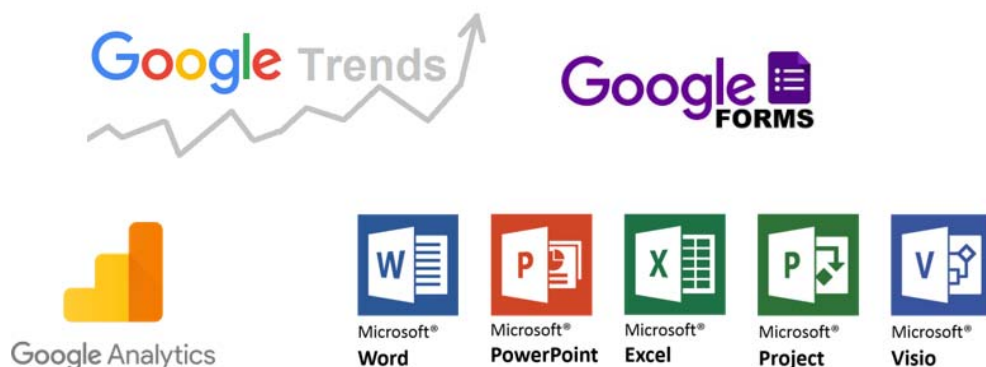 Google Trends
Google
FORMS
Google Analytics
W
P
X
P
V
Microsoft®
Word
Microsoft®
PowerPoint
Microsoft®
Excel
Microsoft®
Project
Microsoft®
Visio